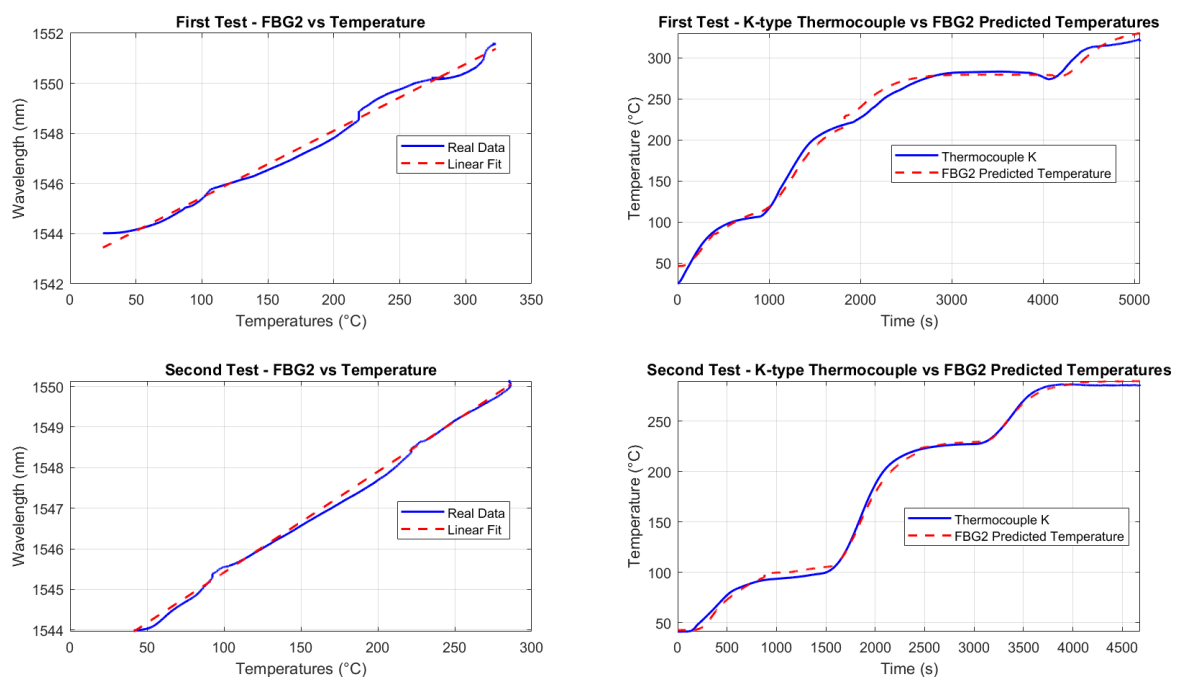 First Test - FBG2 vs Temperature
1552
1550
1548
1546
1544
1542
0
50
100
150
200
250
300
350
Wavelength (nm)
Temperatures (°C)
Real Data
Linear Fit
First Test - K-type Thermocouple vs FBG2 Predicted Temperatures
300
250
200
150
100
50
0
1000
2000
3000
4000
5000
Temperature (°C)
Time (s)
Thermocouple K
FBG2 Predicted Temperature
Second Test - FBG2 vs Temperature
1550
1549
1548
1547
1546
1545
1544
0
50
100
150
200
250
300
Wavelength (nm)
Temperatures (°C)
Real Data
Linear Fit
Second Test - K-type Thermocouple vs FBG2 Predicted Temperatures
250
200
150
100
50
0
500
1000
1500
2000
2500
3000
3500
4000
4500
Temperature (°C)
Time (s)
Thermocouple K
FBG2 Predicted Temperature